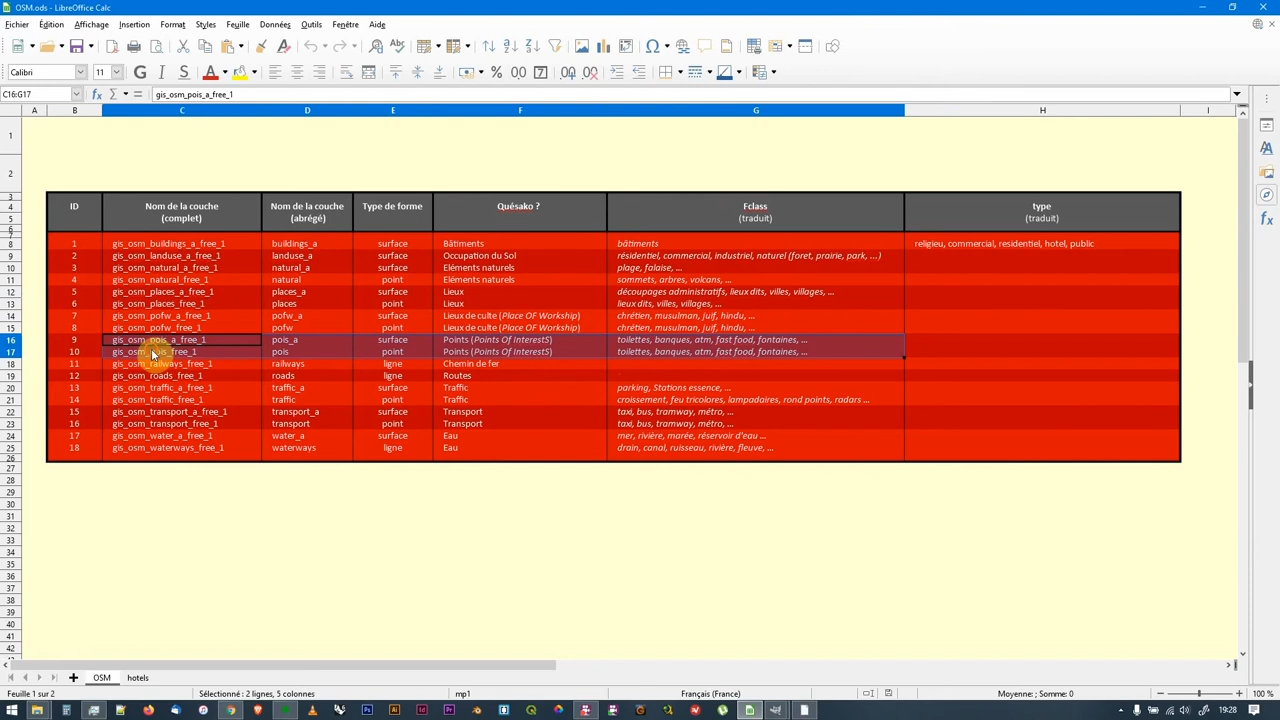 OSM.ods - LibreOffice Calc
Fichier Édition Affichage Insertion Format Styles Feuille Données Outils Fenêtre Aide
Calibri 11 G I S
C16:G17 gis_osm_pois_a_free_1
A B C D E F G H I
ID Nom de la couche (complet) Nom de la couche (abrégé) Type de forme Quésako ? Fclass (traduit) type (traduit)
1 gis_osm_buildings_a_free_1 buildings_a surface Bâtiments bâtiments religieu, commercial, residentiel, hotel, public
2 gis_osm_landuse_a_free_1 landuse_a surface Occupation du Sol résidentiel, commercial, industriel, naturel (foret, prairie, park, ...)
3 gis_osm_natural_a_free_1 natural_a surface Eléments naturels plage, falaise, ...
4 gis_osm_natural_free_1 natural point Eléments naturels sommets, arbres, volcans, ...
5 gis_osm_places_a_free_1 places_a surface Lieux découpages administratifs, lieux dits, villes, villages, ...
6 gis_osm_places_free_1 places point Lieux lieux dits, villes, villages, ...
7 gis_osm_pofw_a_free_1 pofw_a surface Lieux de culte (Place OF Workship) chrétien, musulman, juif, hindu, ...
8 gis_osm_pofw_free_1 pofw point Lieux de culte (Place OF Workship) chrétien, musulman, juif, hindu, ...
9 gis_osm_pois_a_free_1 pois_a surface Points (Points Of InterestS) toilettes, banques, atm, fast food, fontaines, ...
10 gis_osm_pois_free_1 pois point Points (Points Of InterestS) toilettes, banques, atm, fast food, fontaines, ...
11 gis_osm_railways_free_1 railways ligne Chemin de fer
12 gis_osm_roads_free_1 roads ligne Routes
13 gis_osm_traffic_a_free_1 traffic_a surface Traffic parking, Stations essence, ...
14 gis_osm_traffic_free_1 traffic point Traffic croissement, feu tricolores, lampadaires, rond points, radars ...
15 gis_osm_transport_a_free_1 transport_a surface Transport taxi, bus, tramway, métro, ...
16 gis_osm_transport_free_1 transport point Transport taxi, bus, tramway, métro, ...
17 gis_osm_water_a_free_1 water_a surface Eau mer, rivière, marée, réservoir d'eau ...
18 gis_osm_waterways_free_1 waterways ligne Eau drain, canal, ruisseau, rivière, fleuve, ...
OSM hotels
Feuille 1 sur 2 Sélectionné : 2 lignes, 5 colonnes mp1 Français (France) Moyenne: ; Somme: 0 100 %
19:28